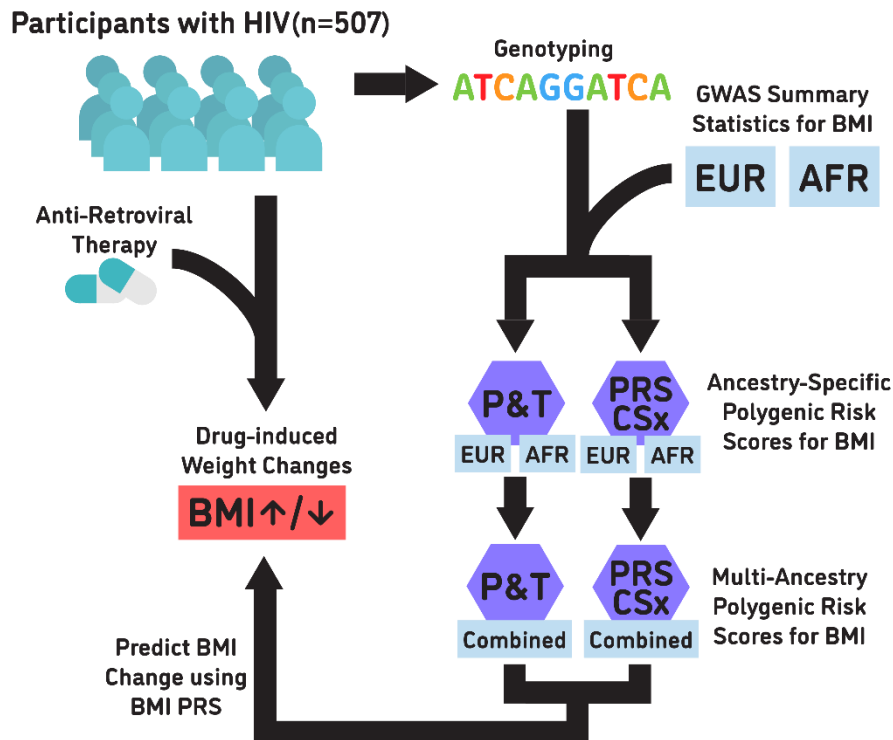 Participants with HIV(n=507)
Genotyping
ATCAGGATCA
GWAS Summary
Statistics for BMI
EUR AFR
Anti-Retroviral
Therapy
P&T
EUR AFR
PRS
CSx
EUR AFR
Ancestry-Specific
Polygenic Risk
Scores for BMI
Drug-induced
Weight Changes
BMI↑/↓
P&T
Combined
PRS
CSx
Combined
Multi-Ancestry
Polygenic Risk
Scores for BMI
Predict BMI
Change using
BMI PRS